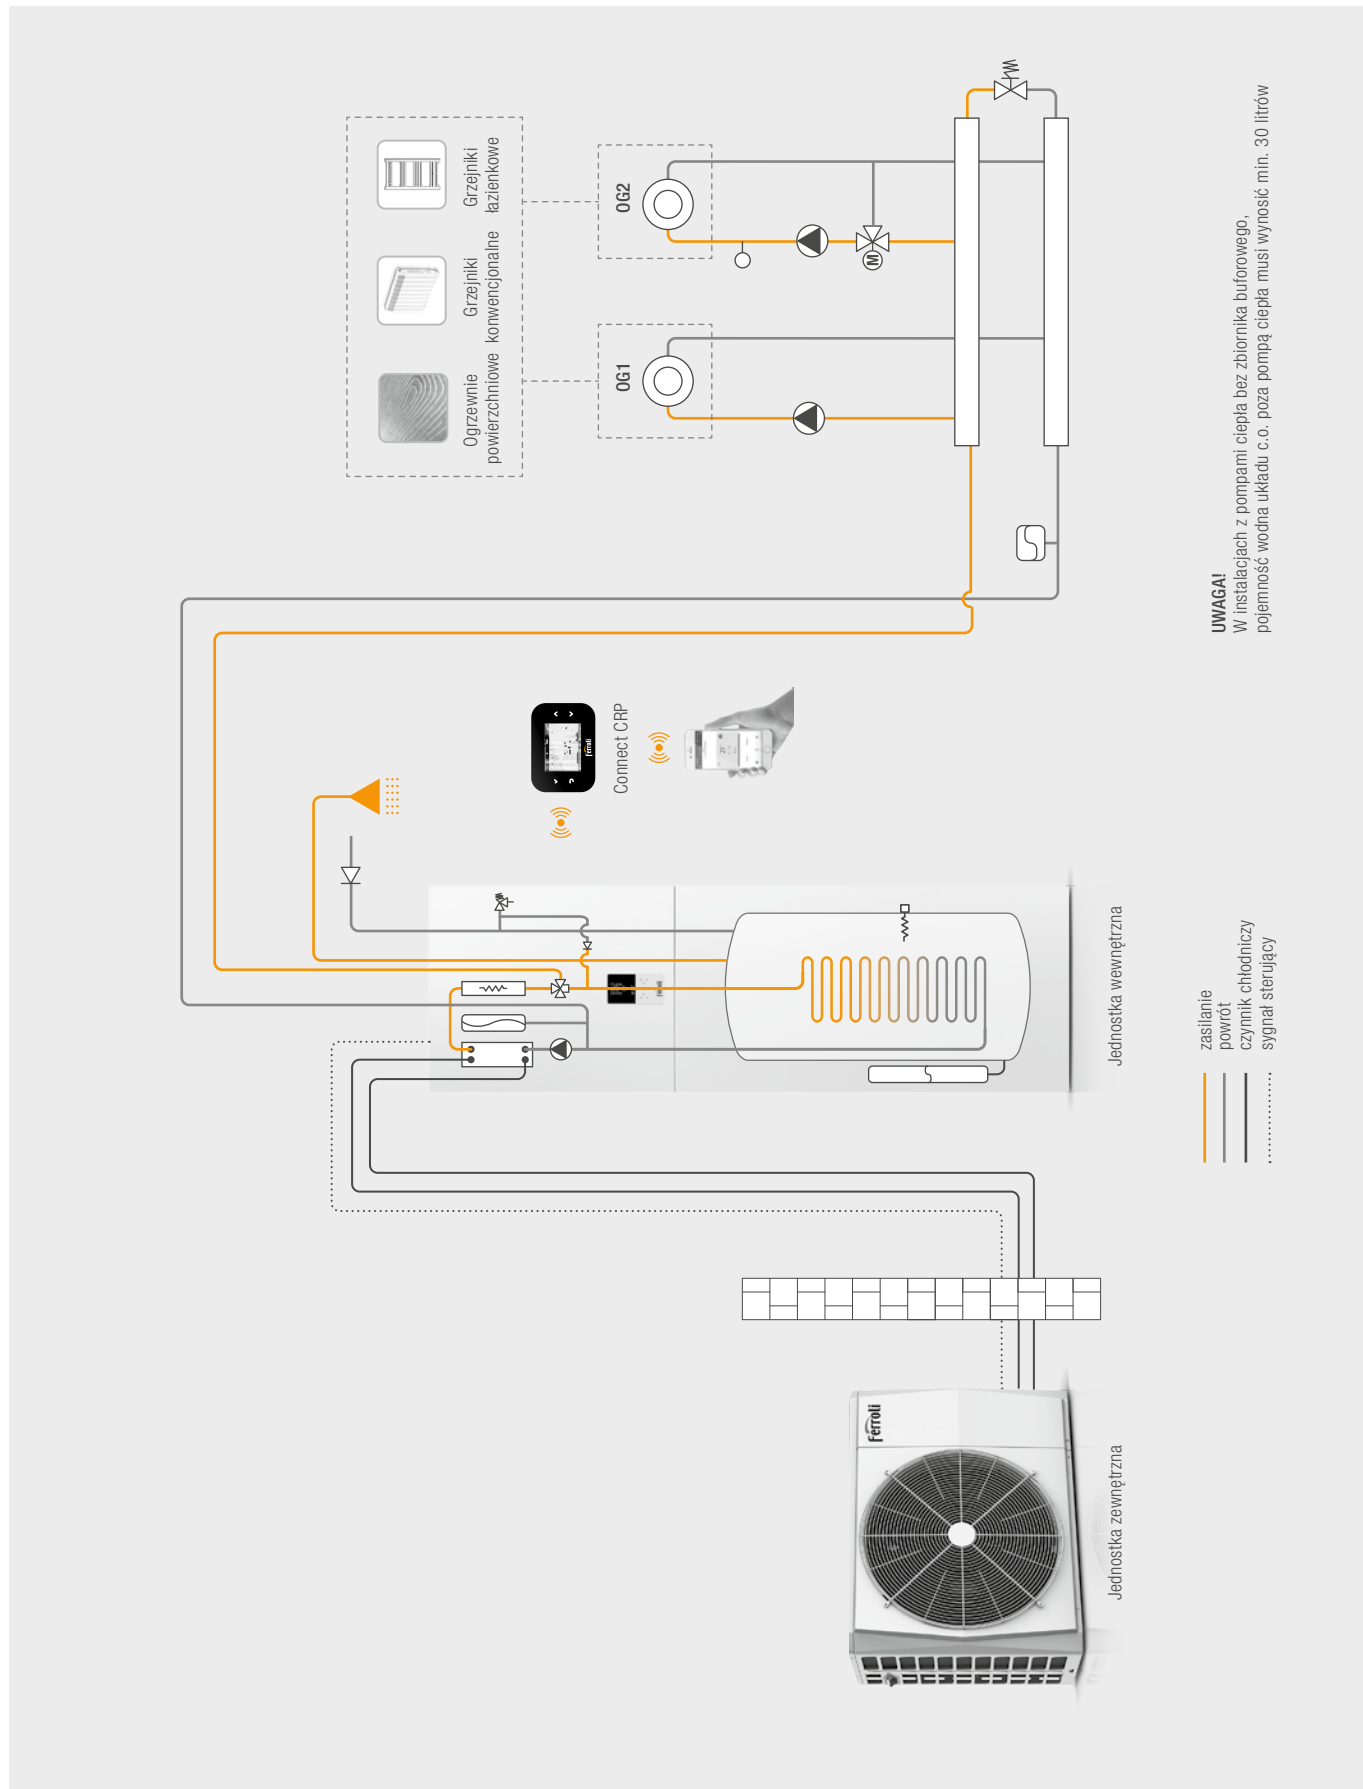 Ferroli
Jednostka zewnętrzna
Jednostka wewnętrzna
zasilanie
powrót
czynnik chłodniczy
sygnał sterujący
ferroli
Connect CRP
Ogrzewnie
powierzchniowe
Grzejniki
konwencjonalne
Grzejniki
łazienkowe
OG1
OG2
M
UWAGA!
W instalacjach z pompami ciepła bez zbiornika buforowego,
pojemność wodna układu c.o. poza pompą ciepła musi wynosić min. 30 litrów